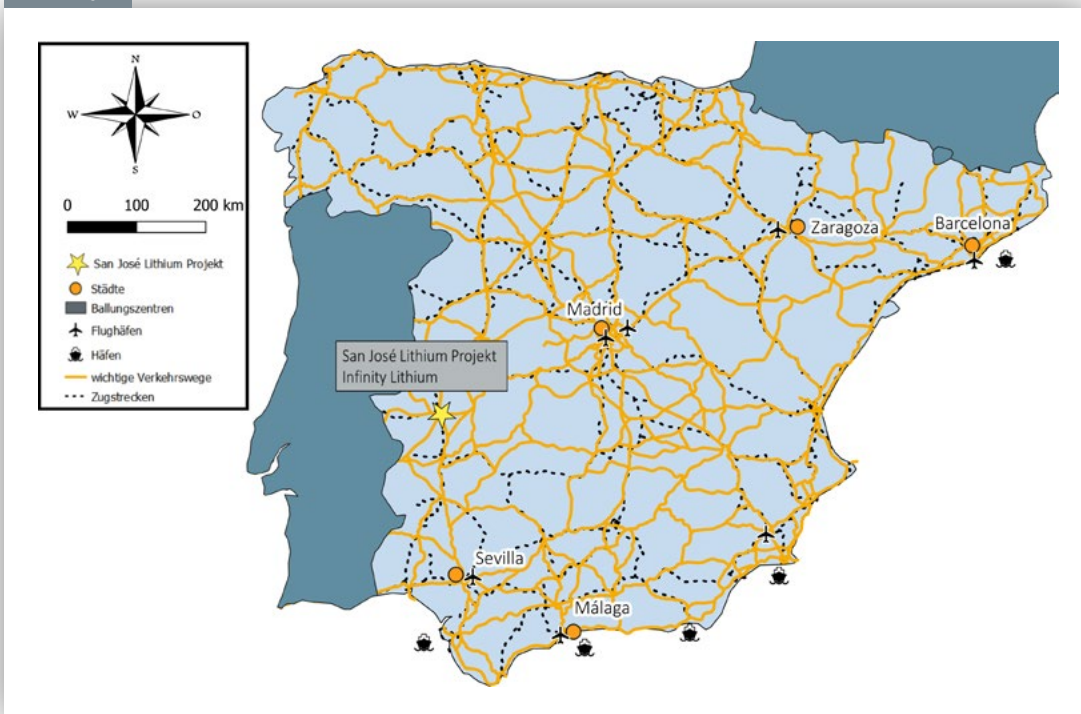 N
W
O
S
0
100
200 km
San José Lithium Projekt
Städte
Ballungszentren
Flughäfen
Häfen
wichtige Verkehrswege
Zugstrecken
Zaragoza
Barcelona
Madrid
San José Lithium Projekt
Infinity Lithium
Sevilla
Málaga